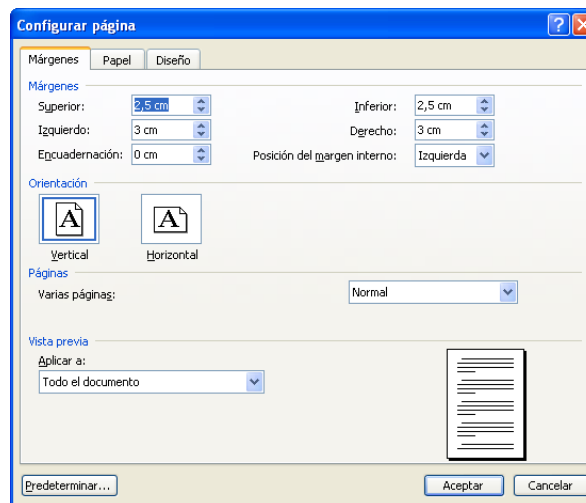 Configurar página
Márgenes Papel Diseño
Márgenes
Superior: 2,5 cm Inferior: 2,5 cm
Izquierdo: 3 cm Derecho: 3 cm
Encuadernación: 0 cm Posición del margen interno: Izquierda
Orientación
A A
Vertical Horizontal
Páginas
Varias páginas: Normal
Vista previa
Aplicar a:
Todo el documento
Predeterminar... Aceptar Cancelar